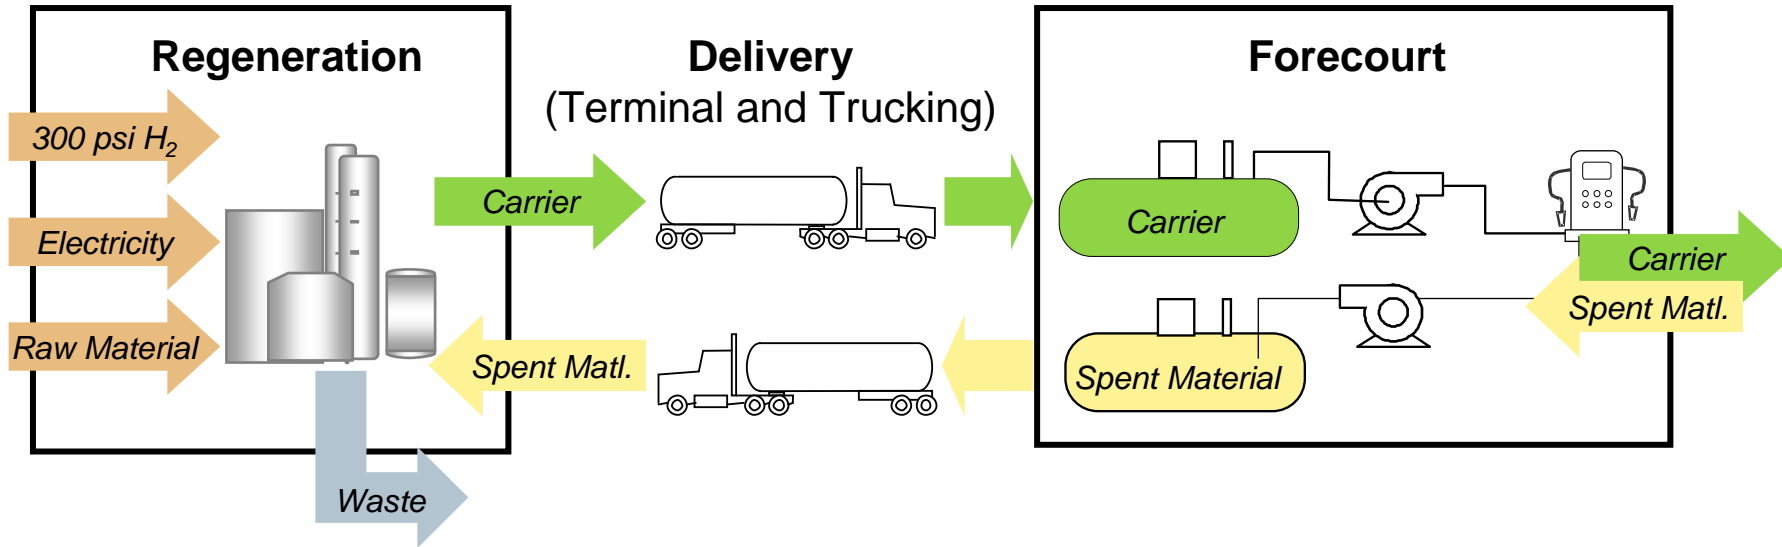 Regeneration
300 psi H₂
Electricity
Raw Material
Waste
Delivery
(Terminal and Trucking)
Carrier
Spent Matl.
Forecourt
Carrier
Spent Material
Carrier
Spent Matl.